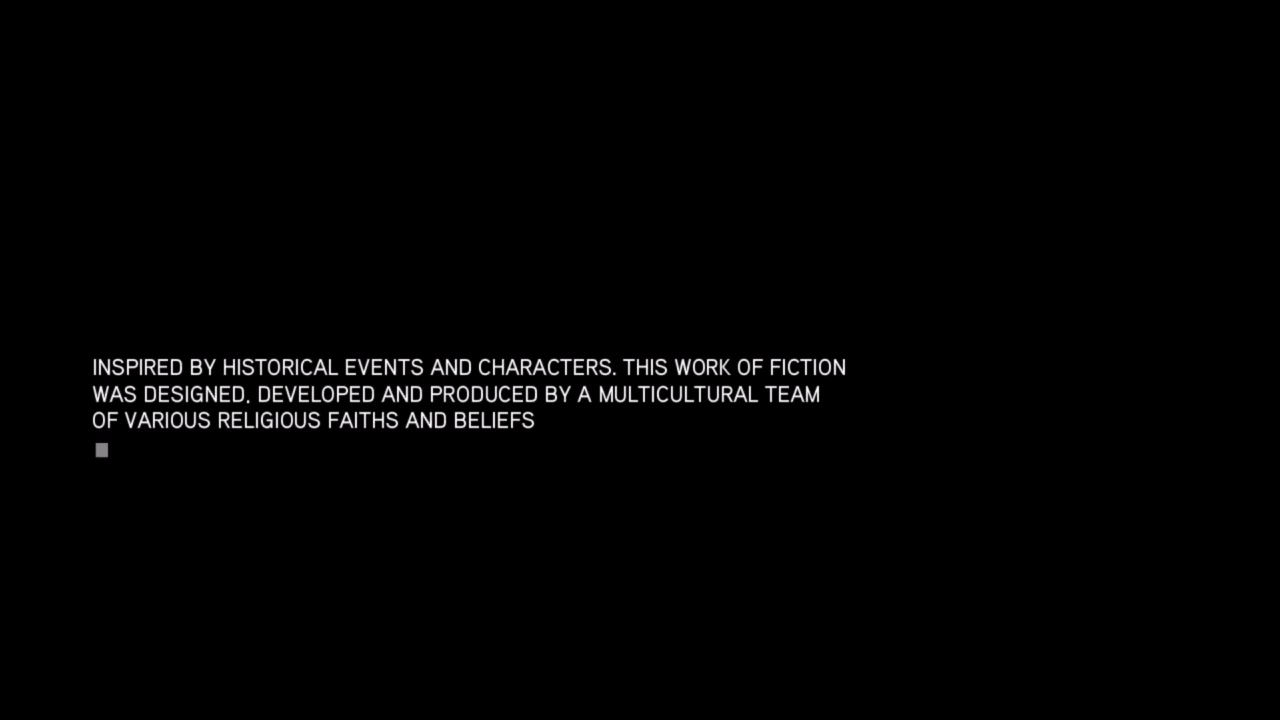 INSPIRED BY HISTORICAL EVENTS AND CHARACTERS. THIS WORK OF FICTION
WAS DESIGNED, DEVELOPED AND PRODUCED BY A MULTICULTURAL TEAM
OF VARIOUS RELIGIOUS FAITHS AND BELIEFS